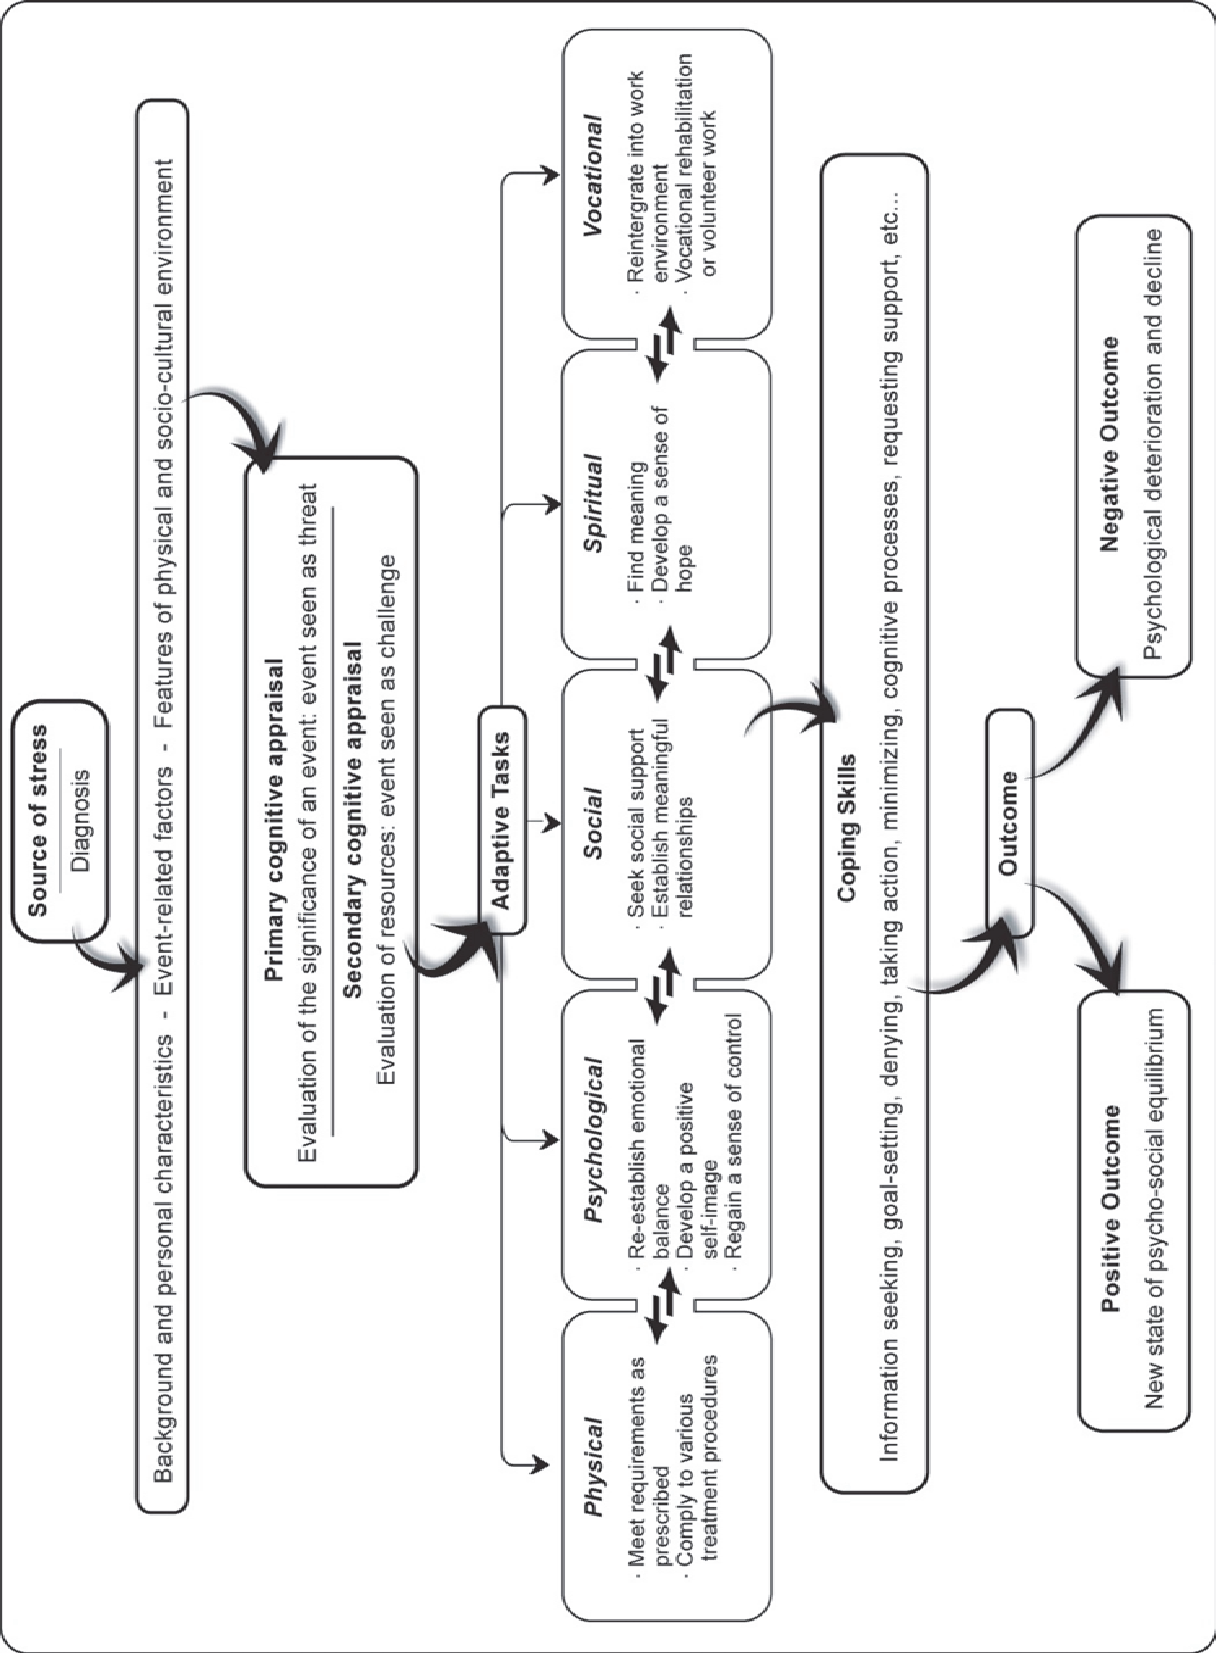 Source of stress
Diagnosis
Background and personal characteristics - Event-related factors - Features of physical and socio-cultural environment
Primary cognitive appraisal
Evaluation of the significance of an event: event seen as threat
Secondary cognitive appraisal
Evaluation of resources: event seen as challenge
Adaptive Tasks
Physical
· Meet requirements as
prescribed
· Comply to various
treatment procedures
Psychological
· Re-establish emotional
balance
· Develop a positive
self-image
· Regain a sense of control
Social
· Seek social support
· Establish meaningful
relationships
Spiritual
· Find meaning
· Develop a sense of
hope
Vocational
· Reintergrate into work
environment
· Vocational rehabilitation
or volunteer work
Coping Skills
Information seeking, goal-setting, denying, taking action, minimizing, cognitive processes, requesting support, etc...
Outcome
Positive Outcome
New state of psycho-social equilibrium
Negative Outcome
Psychological deterioration and decline